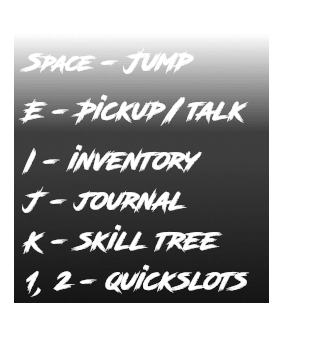 Space - Jump
E - Pickup / Talk
I - Inventory
J - Journal
K - Skill Tree
1, 2 - Quickslots